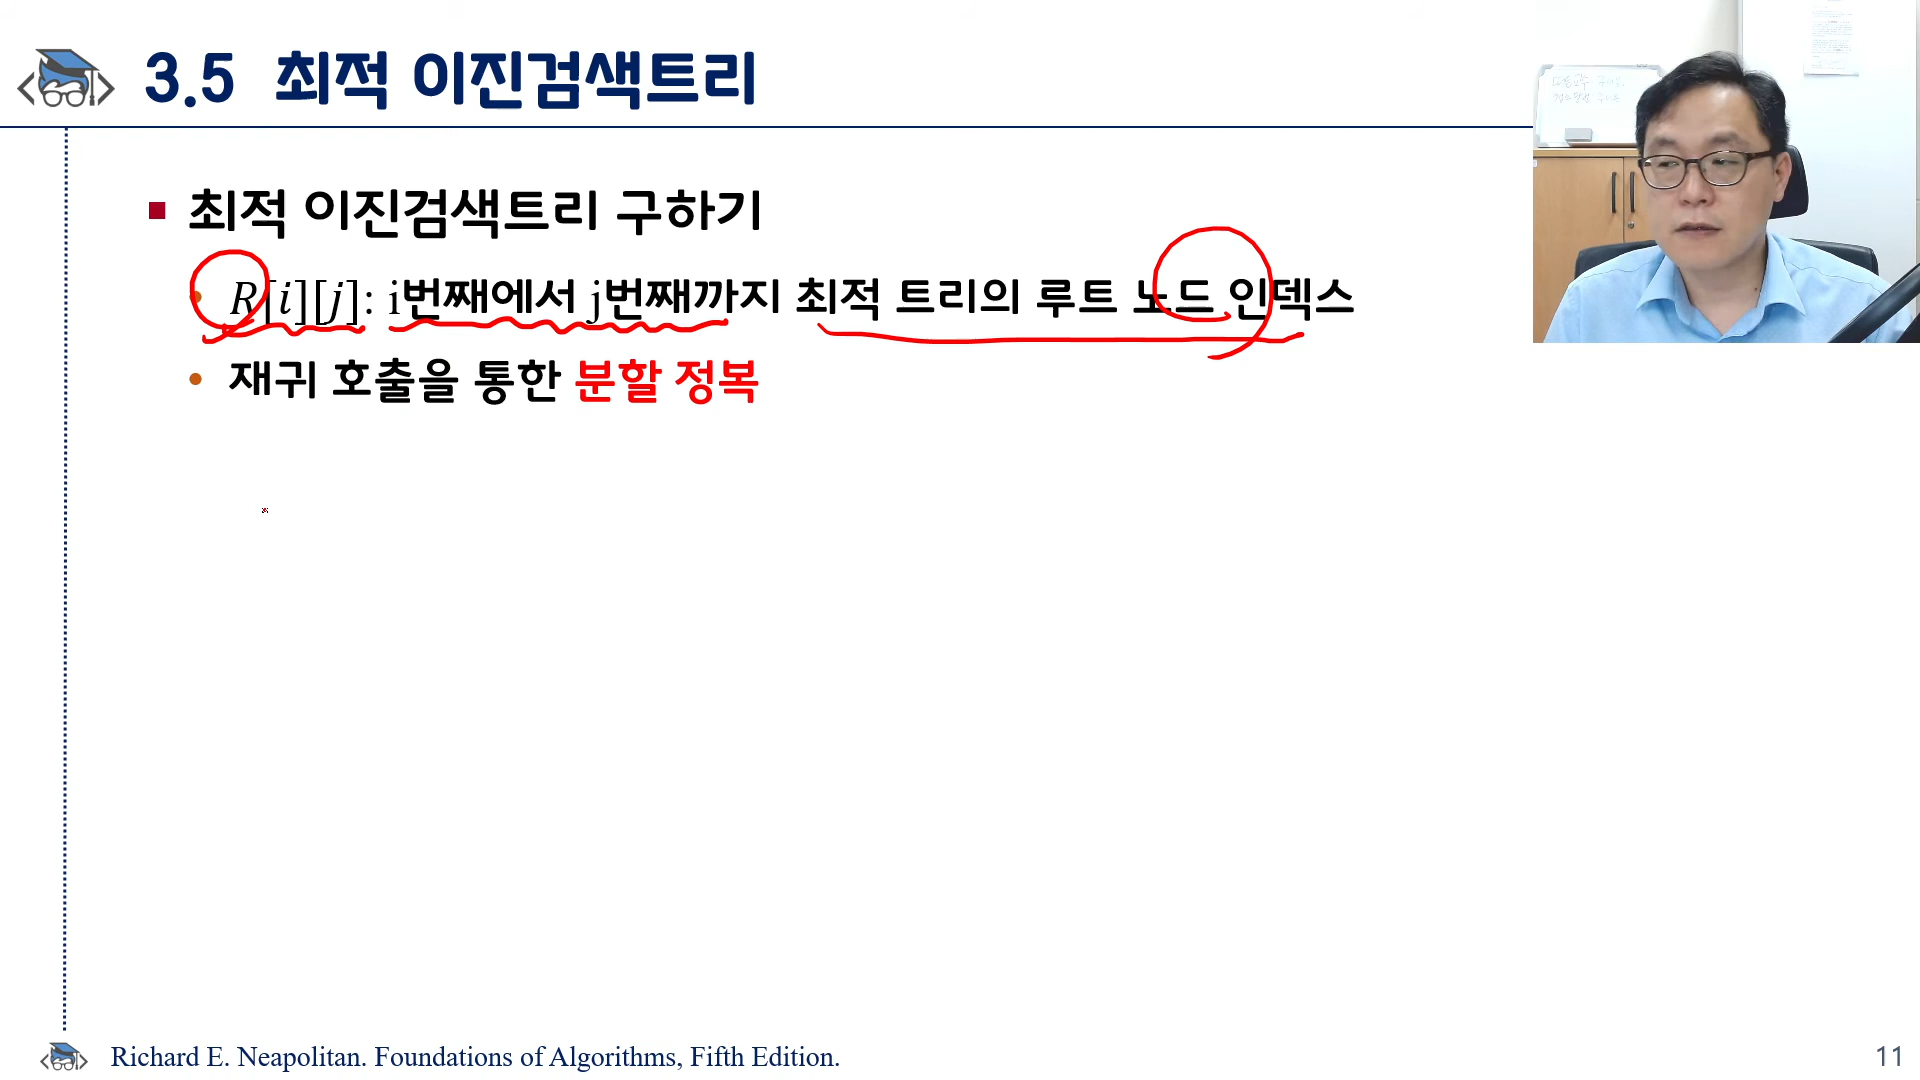 3.5 최적 이진검색트리
최적 이진검색트리 구하기
R[i][j]: i번째에서 j번째까지 최적 트리의 루트 노드 인덱스
재귀 호출을 통한 분할 정복
Richard E. Neapolitan. Foundations of Algorithms, Fifth Edition.
11